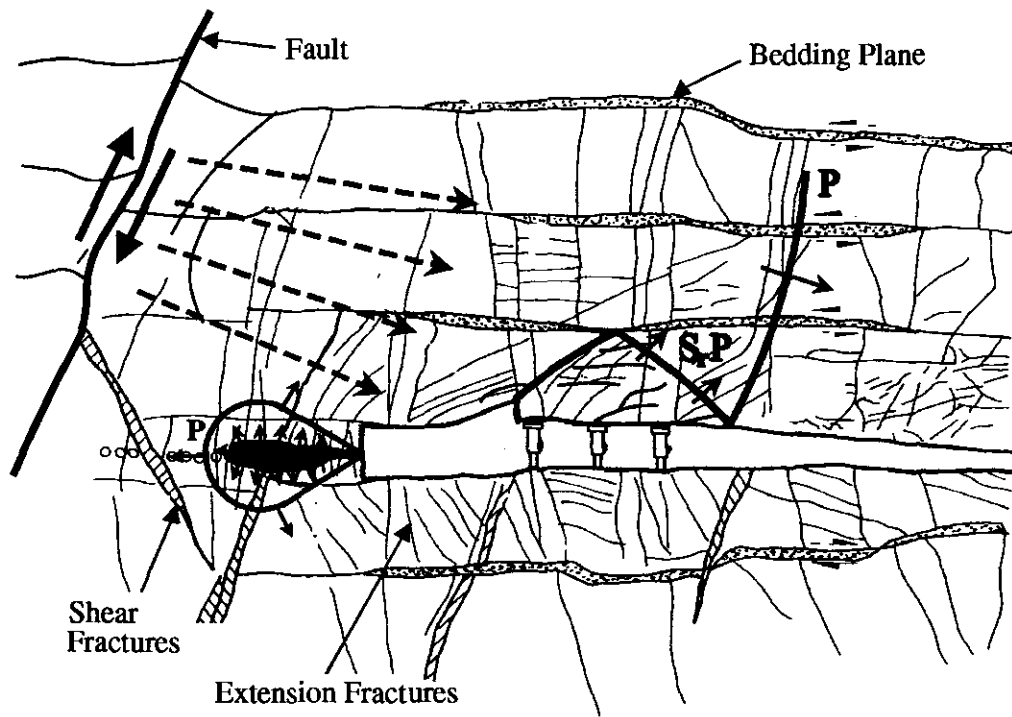 Fault
Bedding Plane
P
S,P
P
Shear
Fractures
Extension Fractures